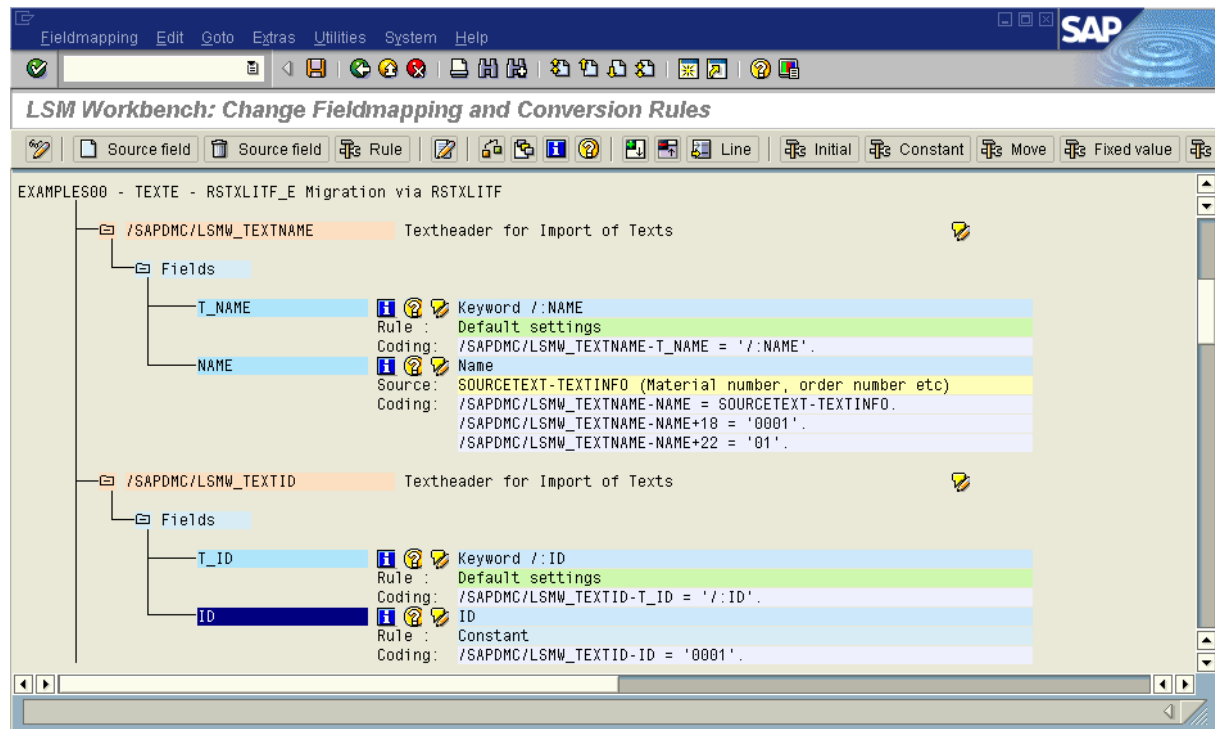 Fieldmapping Edit Goto Extras Utilities System Help
SAP
LSM Workbench: Change Fieldmapping and Conversion Rules
Source field Source field Rule Line Initial Constant Move Fixed value
EXAMPLES00 - TEXTE - RSTXLITF_E Migration via RSTXLITF
/SAPDMC/LSMW_TEXTNAME Textheader for Import of Texts
Fields
T_NAME Keyword /:NAME
Rule : Default settings
Coding: /SAPDMC/LSMW_TEXTNAME-T_NAME = '/:NAME'.
NAME Name
Source: SOURCETEXT-TEXTINFO (Material number, order number etc)
Coding: /SAPDMC/LSMW_TEXTNAME-NAME = SOURCETEXT-TEXTINFO.
/SAPDMC/LSMW_TEXTNAME-NAME+18 = '0001'.
/SAPDMC/LSMW_TEXTNAME-NAME+22 = '01'.
/SAPDMC/LSMW_TEXTID Textheader for Import of Texts
Fields
T_ID Keyword /:ID
Rule : Default settings
Coding: /SAPDMC/LSMW_TEXTID-T_ID = '/:ID'.
ID ID
Rule : Constant
Coding: /SAPDMC/LSMW_TEXTID-ID = '0001'.